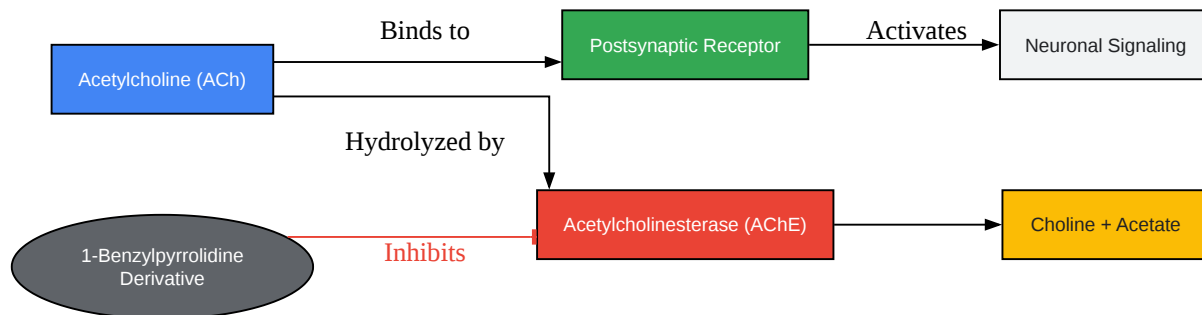 Binds to
Activates
Acetylcholine (ACh)
Postsynaptic Receptor
Neuronal Signaling
Hydrolyzed by
Acetylcholinesterase (AChE)
Choline + Acetate
Inhibits
1-Benzylpyrrolidine
Derivative